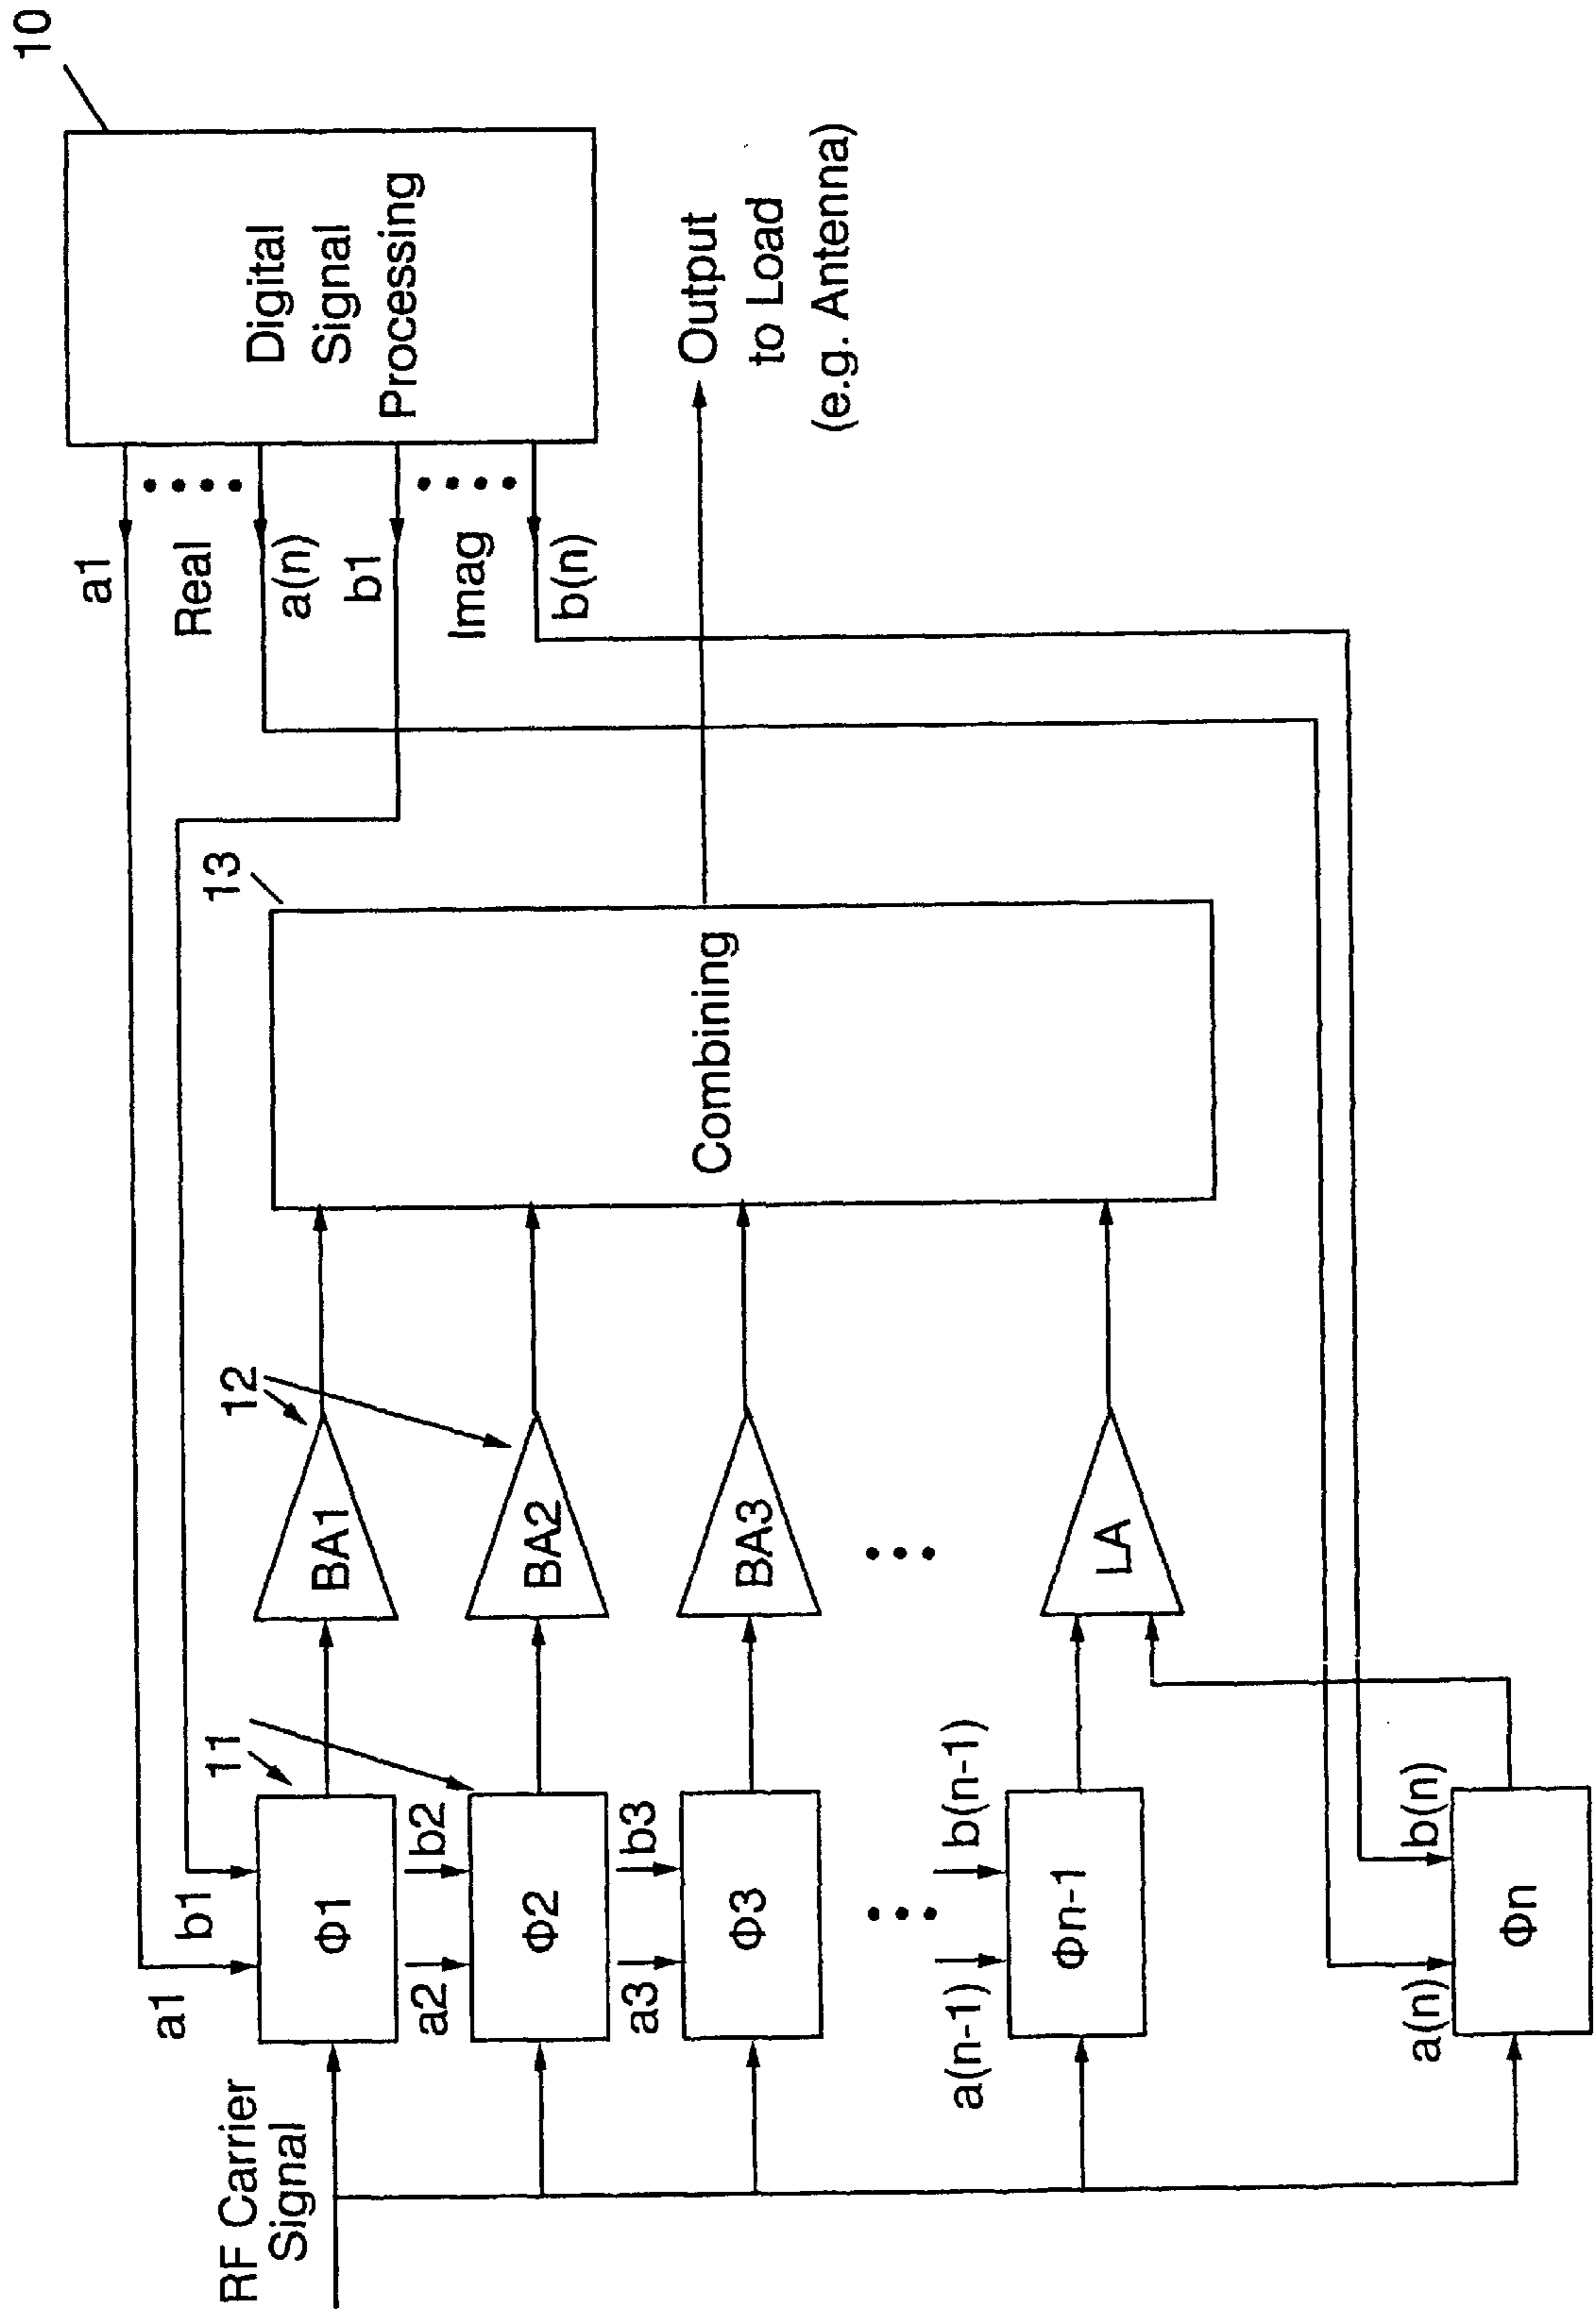 10
Digital
Signal
Processing
a1
Real
a(n)
b1
Imag
b(n)
Output
to Load
(e.g. Antenna)
13
Combining
12
BA1
BA2
BA3
LA
11
a1
b1
Φ1
a2
b2
Φ2
a3
b3
Φ3
a(n-1)
b(n-1)
Φn-1
a(n)
b(n)
Φn
RF Carrier
Signal